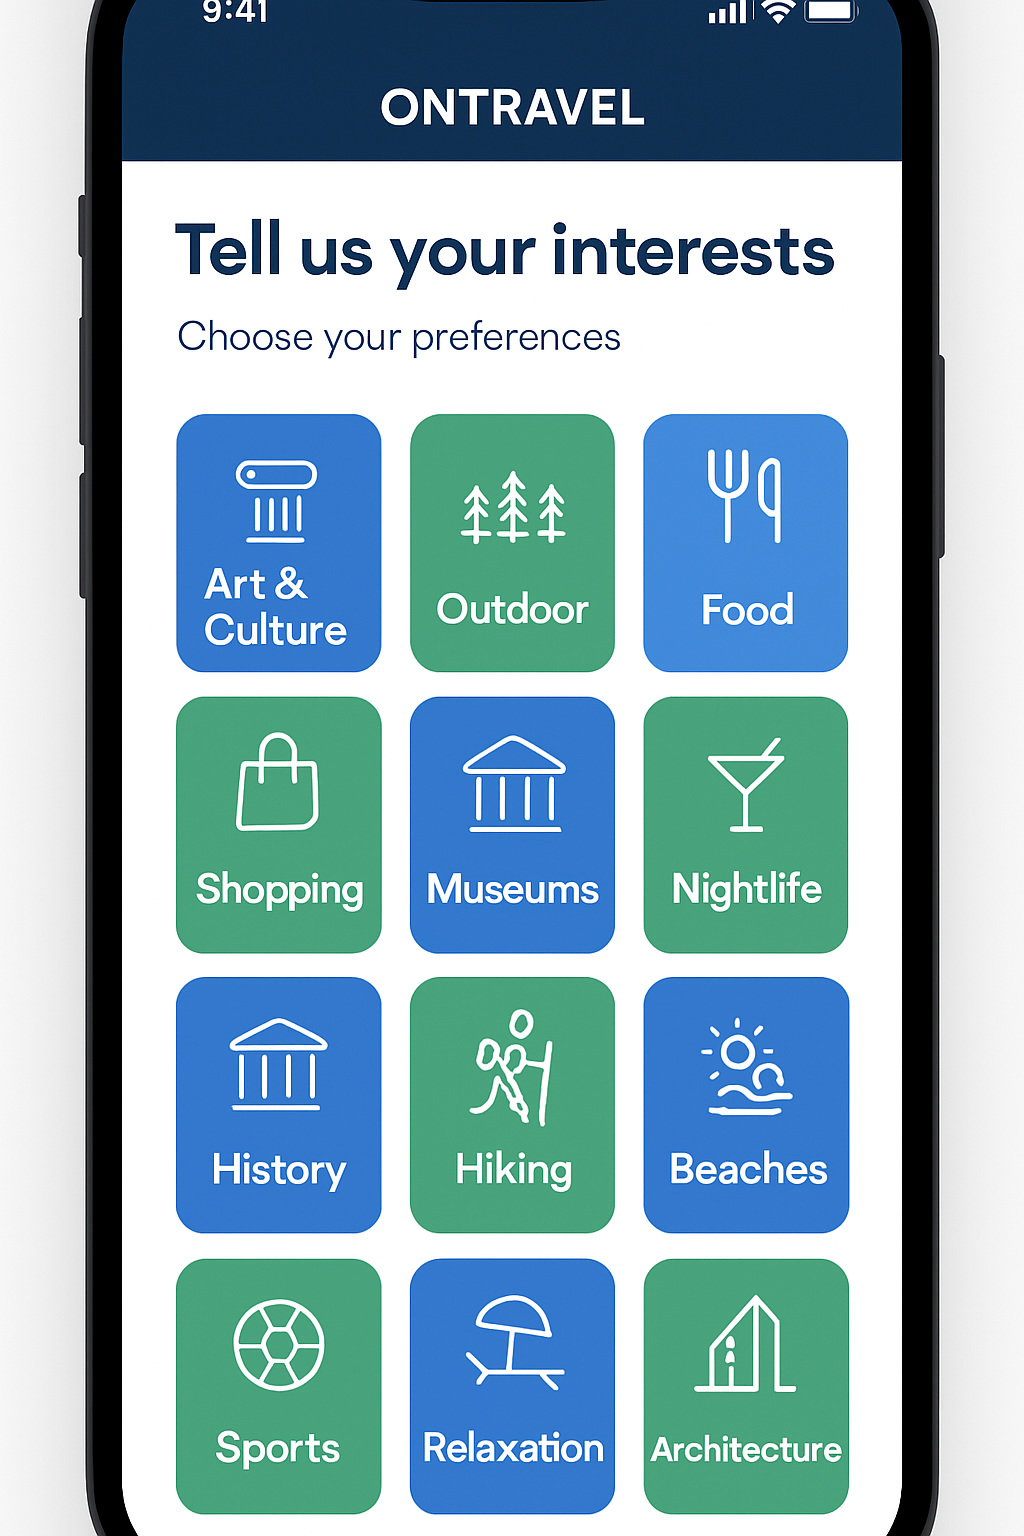 9:41
ONTRAVEL
Tell us your interests
Choose your preferences
Art &
Culture
Outdoor
Food
Shopping
Museums
Nightlife
History
Hiking
Beaches
Sports
Relaxation
Architecture